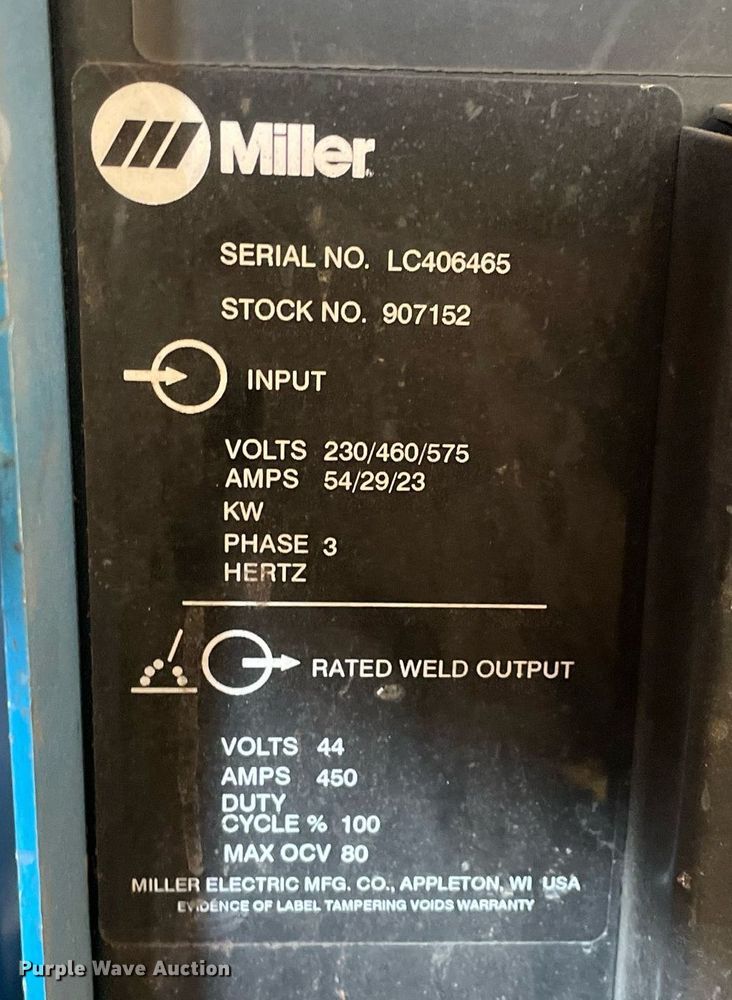 Miller
SERIAL NO. LC406465
STOCK NO. 907152
INPUT
VOLTS 230/460/575
AMPS 54/29/23
KW
PHASE 3
HERTZ
RATED WELD OUTPUT
VOLTS 44
AMPS 450
DUTY
CYCLE % 100
MAX OCV 80
MILLER ELECTRIC MFG. CO., APPLETON, WI USA
EVIDENCE OF LABEL TAMPERING VOIDS WARRANTY
Purple Wave Auction